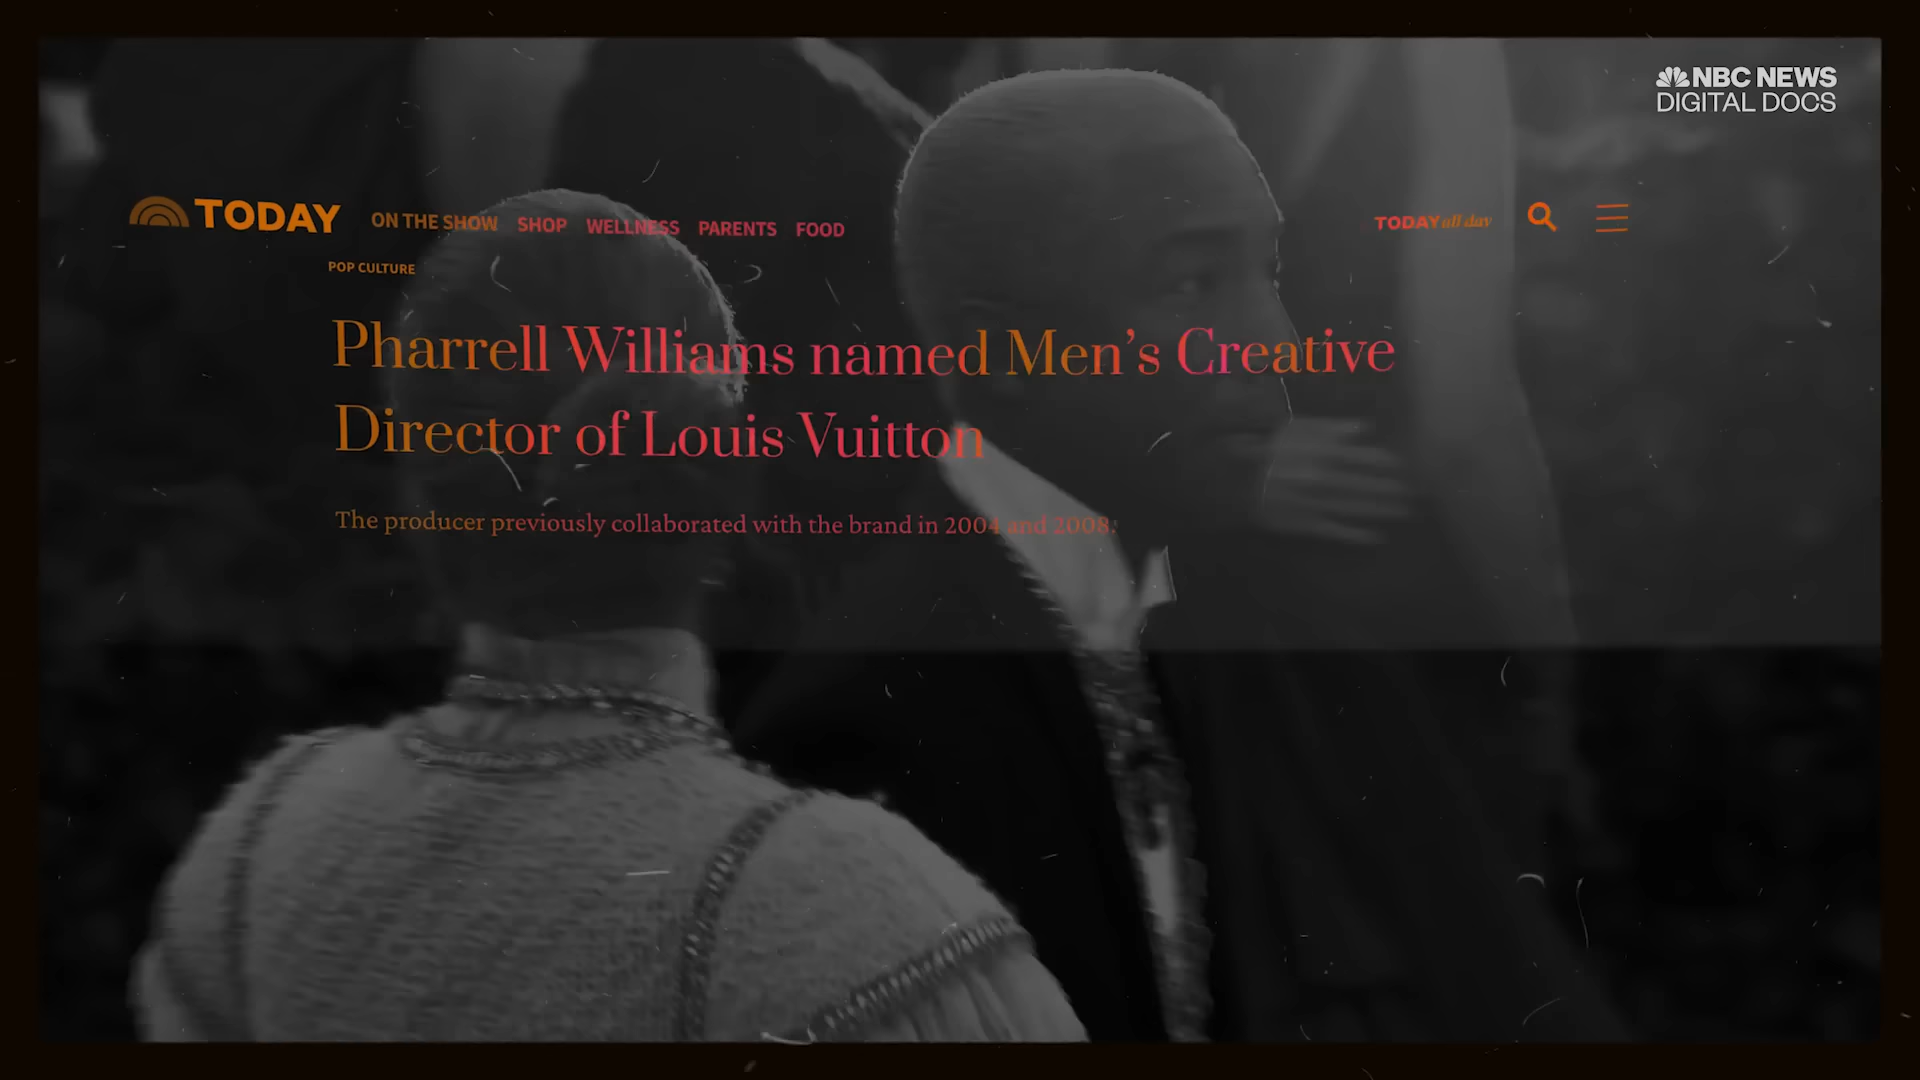 NBC NEWS
DIGITAL DOCS
TODAY ON THE SHOW SHOP WELLNESS PARENTS FOOD TODAY all day
POP CULTURE
Pharrell Williams named Men’s Creative
Director of Louis Vuitton
The producer previously collaborated with the brand in 2004 and 2008.